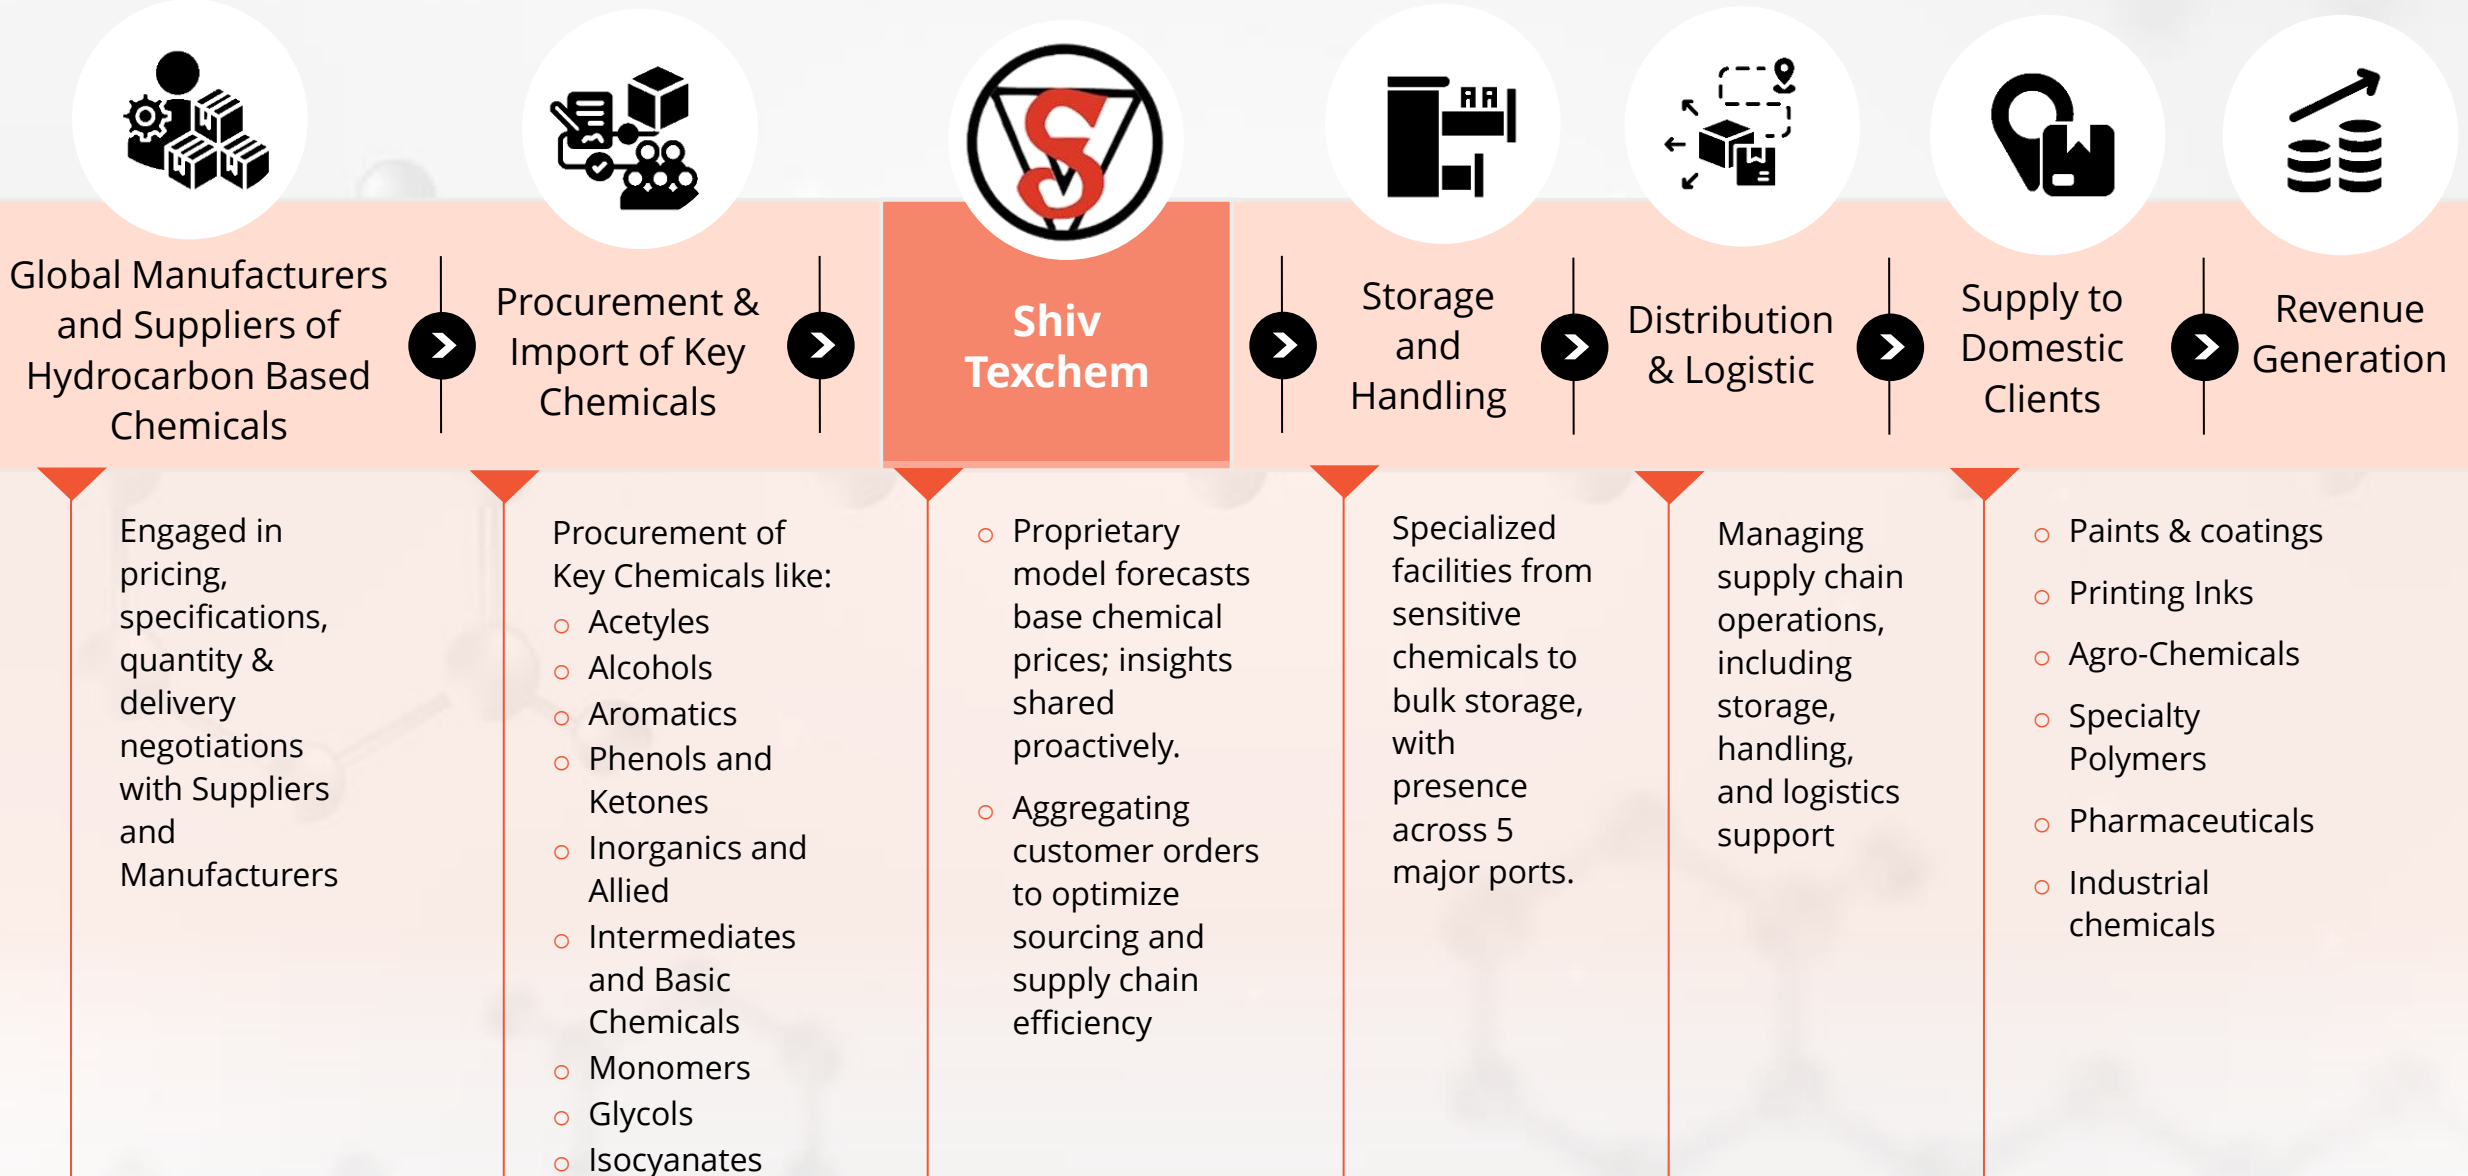 Global Manufacturers
and Suppliers of
Hydrocarbon Based
Chemicals
Procurement &
Import of Key
Chemicals
S
Shiv
Texchem
Storage
and
Handling
Distribution
& Logistic
Supply to
Domestic
Clients
Revenue
Generation
Engaged in
pricing,
specifications,
quantity &
delivery
negotiations
with Suppliers
and
Manufacturers
Procurement of
Key Chemicals like:
Acetyles
Alcohols
Aromatics
Phenols and
Ketones
Inorganics and
Allied
Intermediates
and Basic
Chemicals
Monomers
Glycols
Isocyanates
Proprietary
model forecasts
base chemical
prices; insights
shared
proactively.
Aggregating
customer orders
to optimize
sourcing and
supply chain
efficiency
Specialized
facilities from
sensitive
chemicals to
bulk storage,
with
presence
across 5
major ports.
Managing
supply chain
operations,
including
storage,
handling,
and logistics
support
Paints & coatings
Printing Inks
Agro-Chemicals
Specialty
Polymers
Pharmaceuticals
Industrial
chemicals